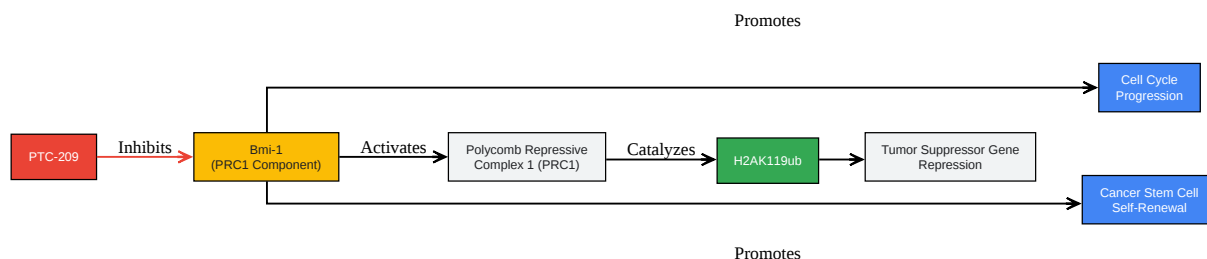 Promotes
Cell Cycle
Progression
PTC-209
Inhibits
Bmi-1
(PRC1 Component)
Activates
Polycomb Repressive
Complex 1 (PRC1)
Catalyzes
H2AK119ub
Tumor Suppressor Gene
Repression
Cancer Stem Cell
Self-Renewal
Promotes